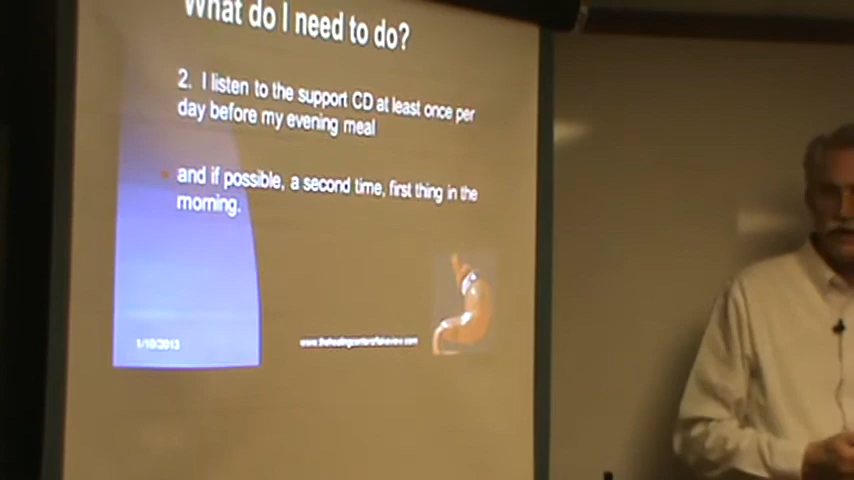 What do I need to do?
2. I listen to the support CD at least once per
day before my evening meal
and if possible, a second time, first thing in the
morning.
1/10/2013